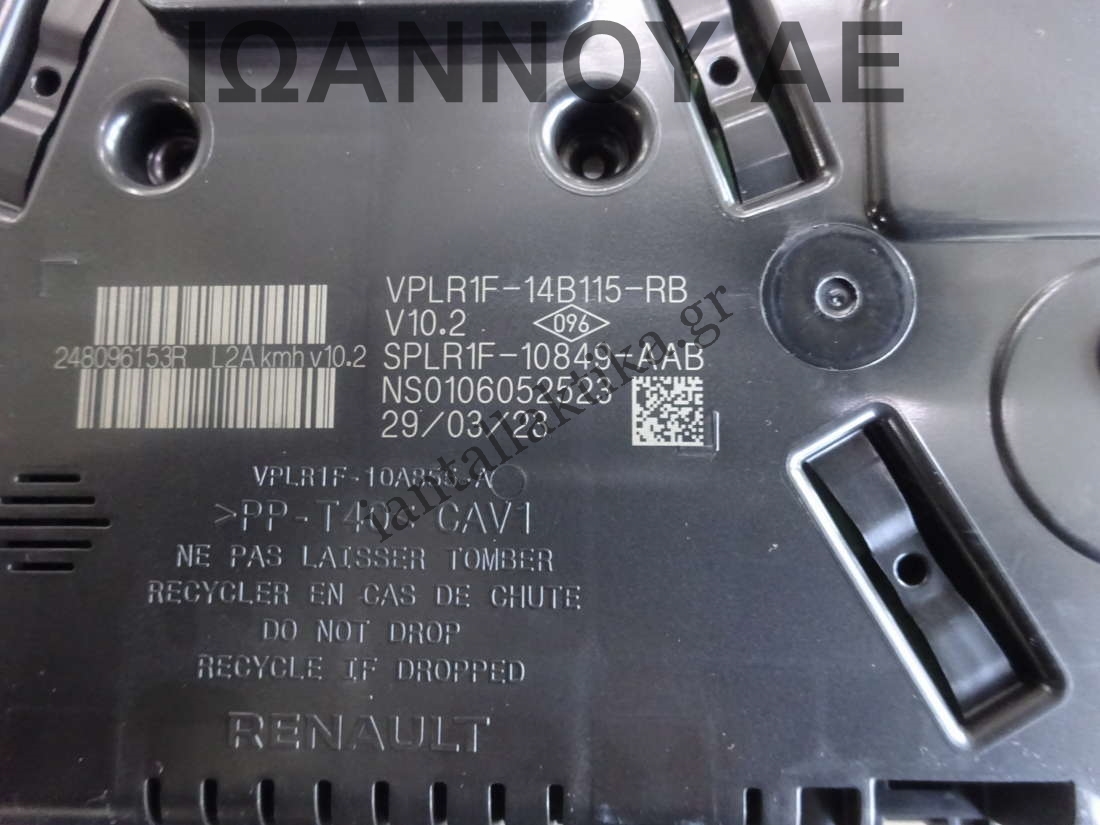 ΙΩΑΝΝΟΥ ΑΕ
VPLR1F-14B115-RB
V10.2 096
248096153R L2A kmh v10.2
SPLR1F-10849-AAB
NS0106052523
29/03/23
iantallaktika.gr
VPLR1F-10A855-A
>PP-T40 CAV1
NE PAS LAISSER TOMBER
RECYCLER EN CAS DE CHUTE
DO NOT DROP
RECYCLE IF DROPPED
RENAULT